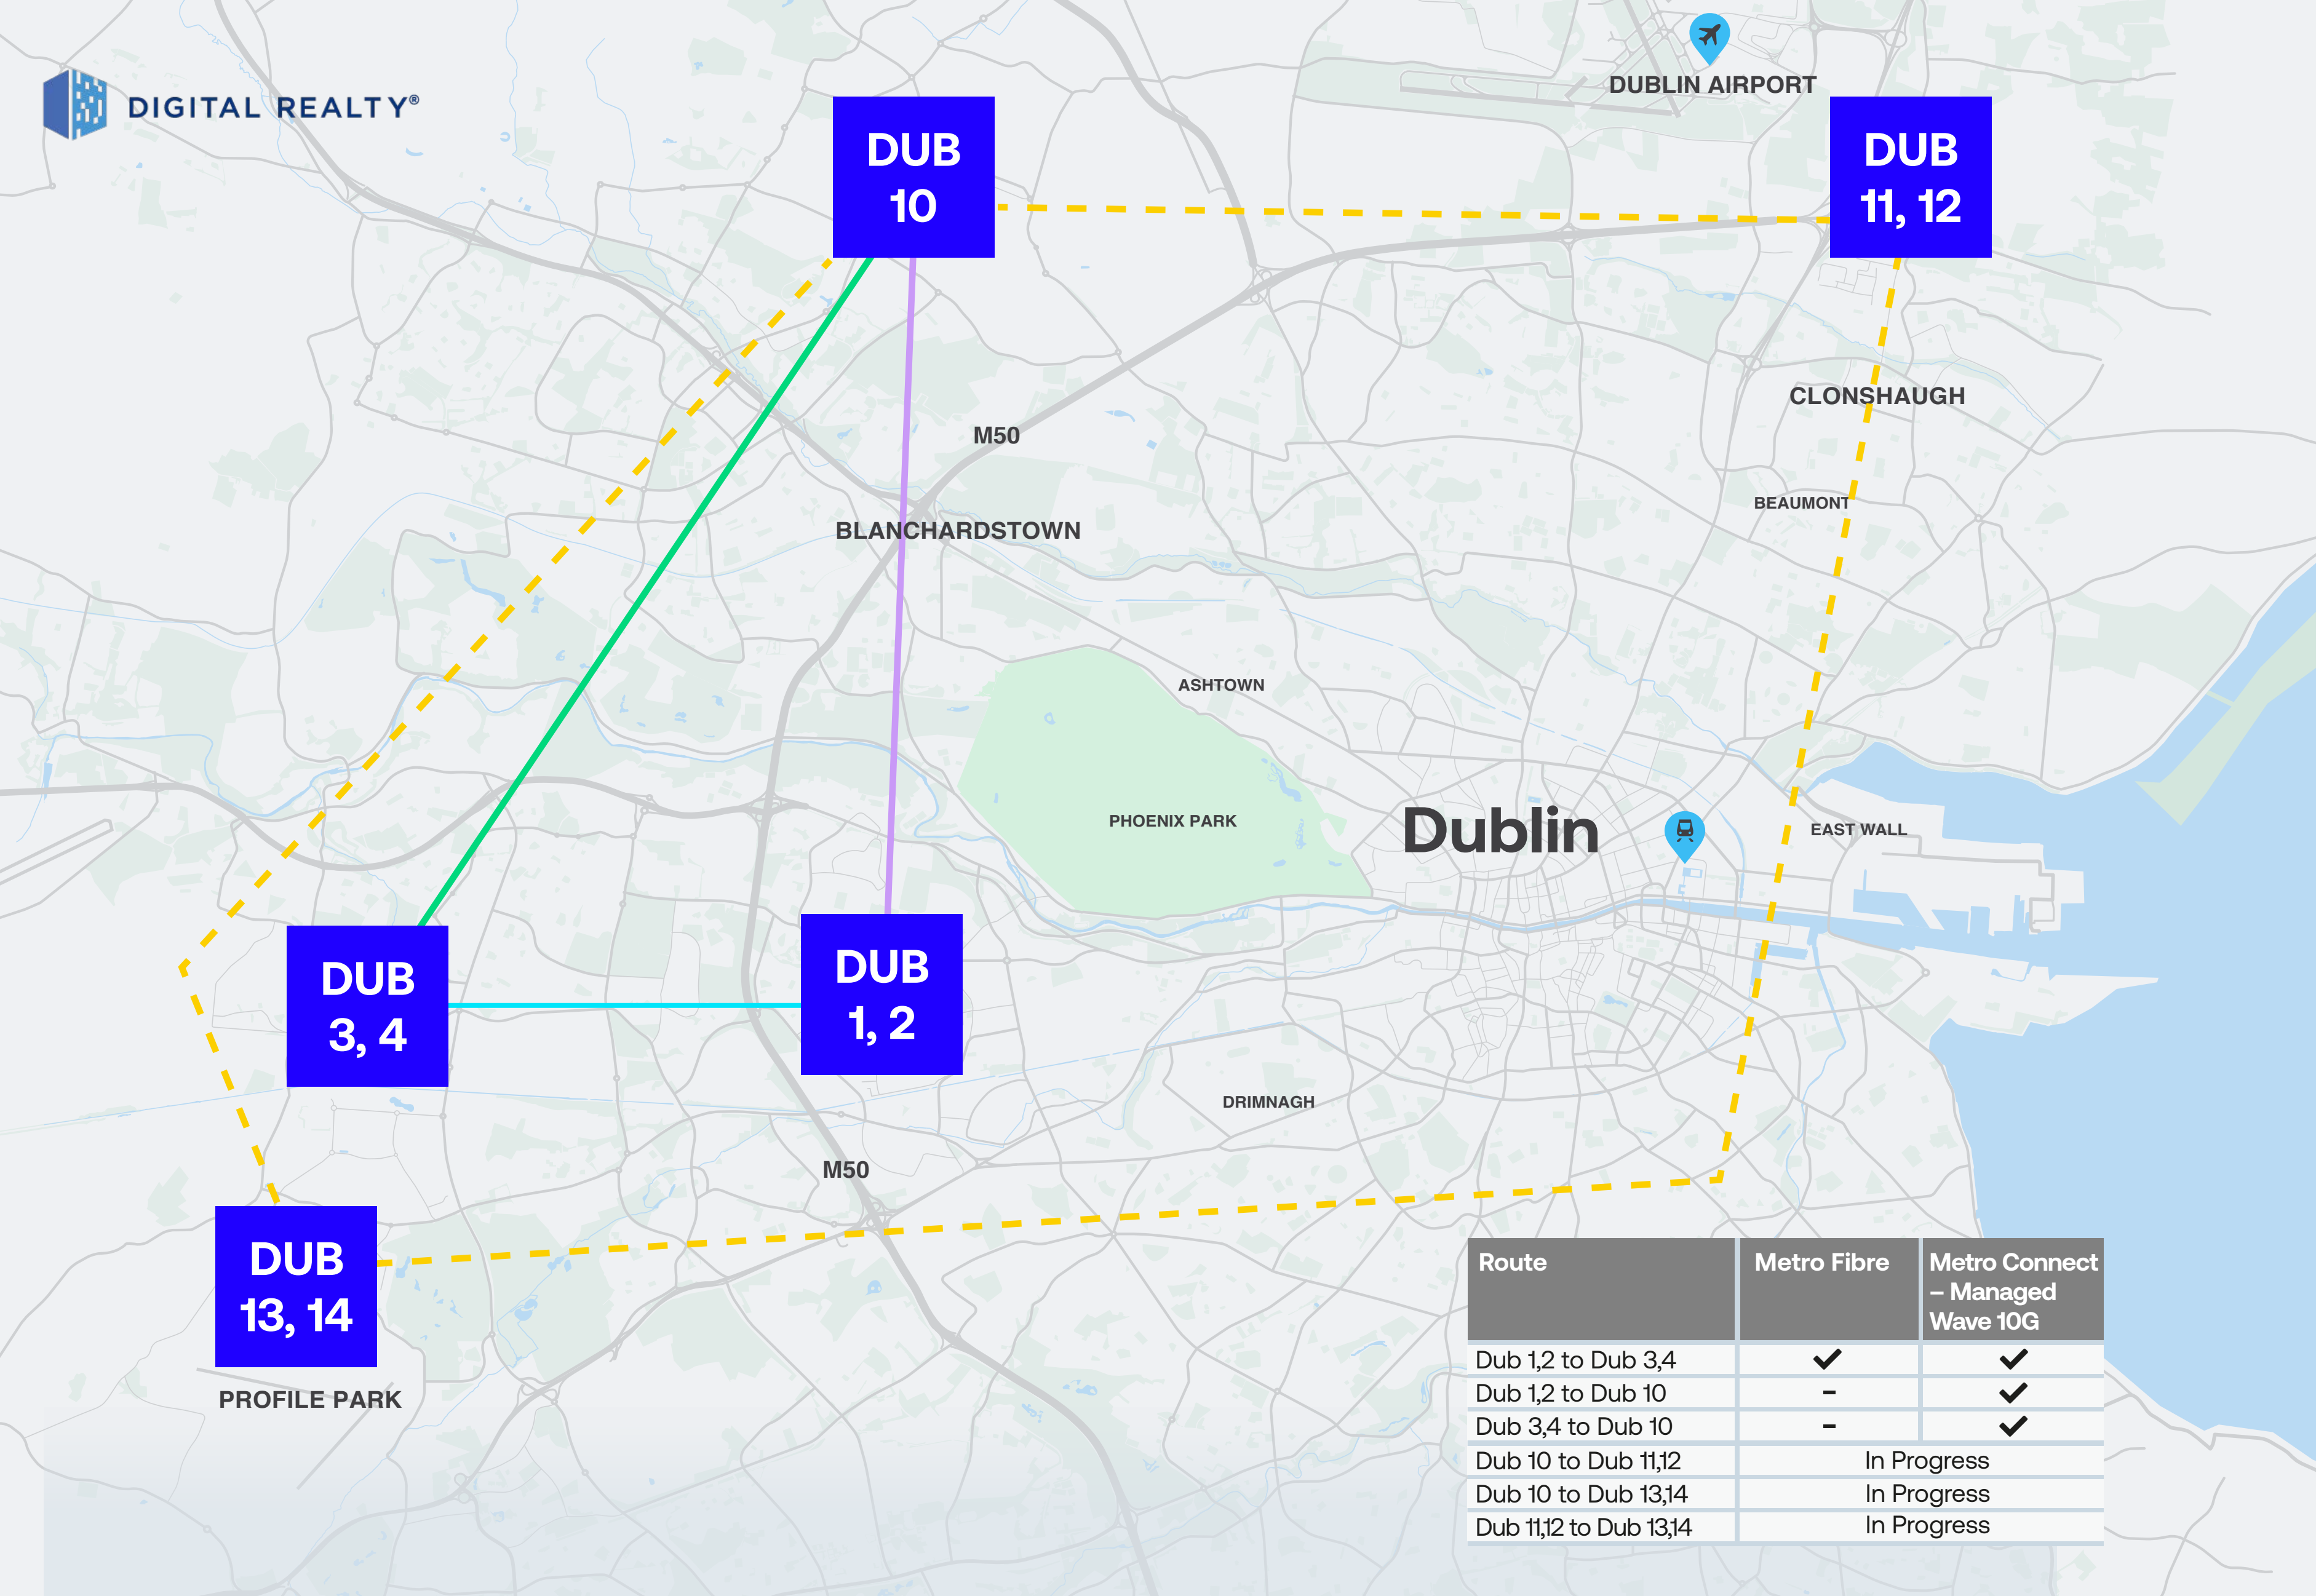 DIGITAL REALTY®
DUBLIN AIRPORT
DUB
10
DUB
11, 12
CLONSHAUGH
M50
BEAUMONT
BLANCHARDSTOWN
ASHTOWN
PHOENIX PARK
Dublin
EAST WALL
DUB
3, 4
DUB
1, 2
DRIMNAGH
M50
DUB
13, 14
PROFILE PARK
Route Metro Fibre Metro Connect
– Managed
Wave 10G
Dub 1,2 to Dub 3,4 ✔ ✔
Dub 1,2 to Dub 10 - ✔
Dub 3,4 to Dub 10 - ✔
Dub 10 to Dub 11,12 In Progress
Dub 10 to Dub 13,14 In Progress
Dub 11,12 to Dub 13,14 In Progress